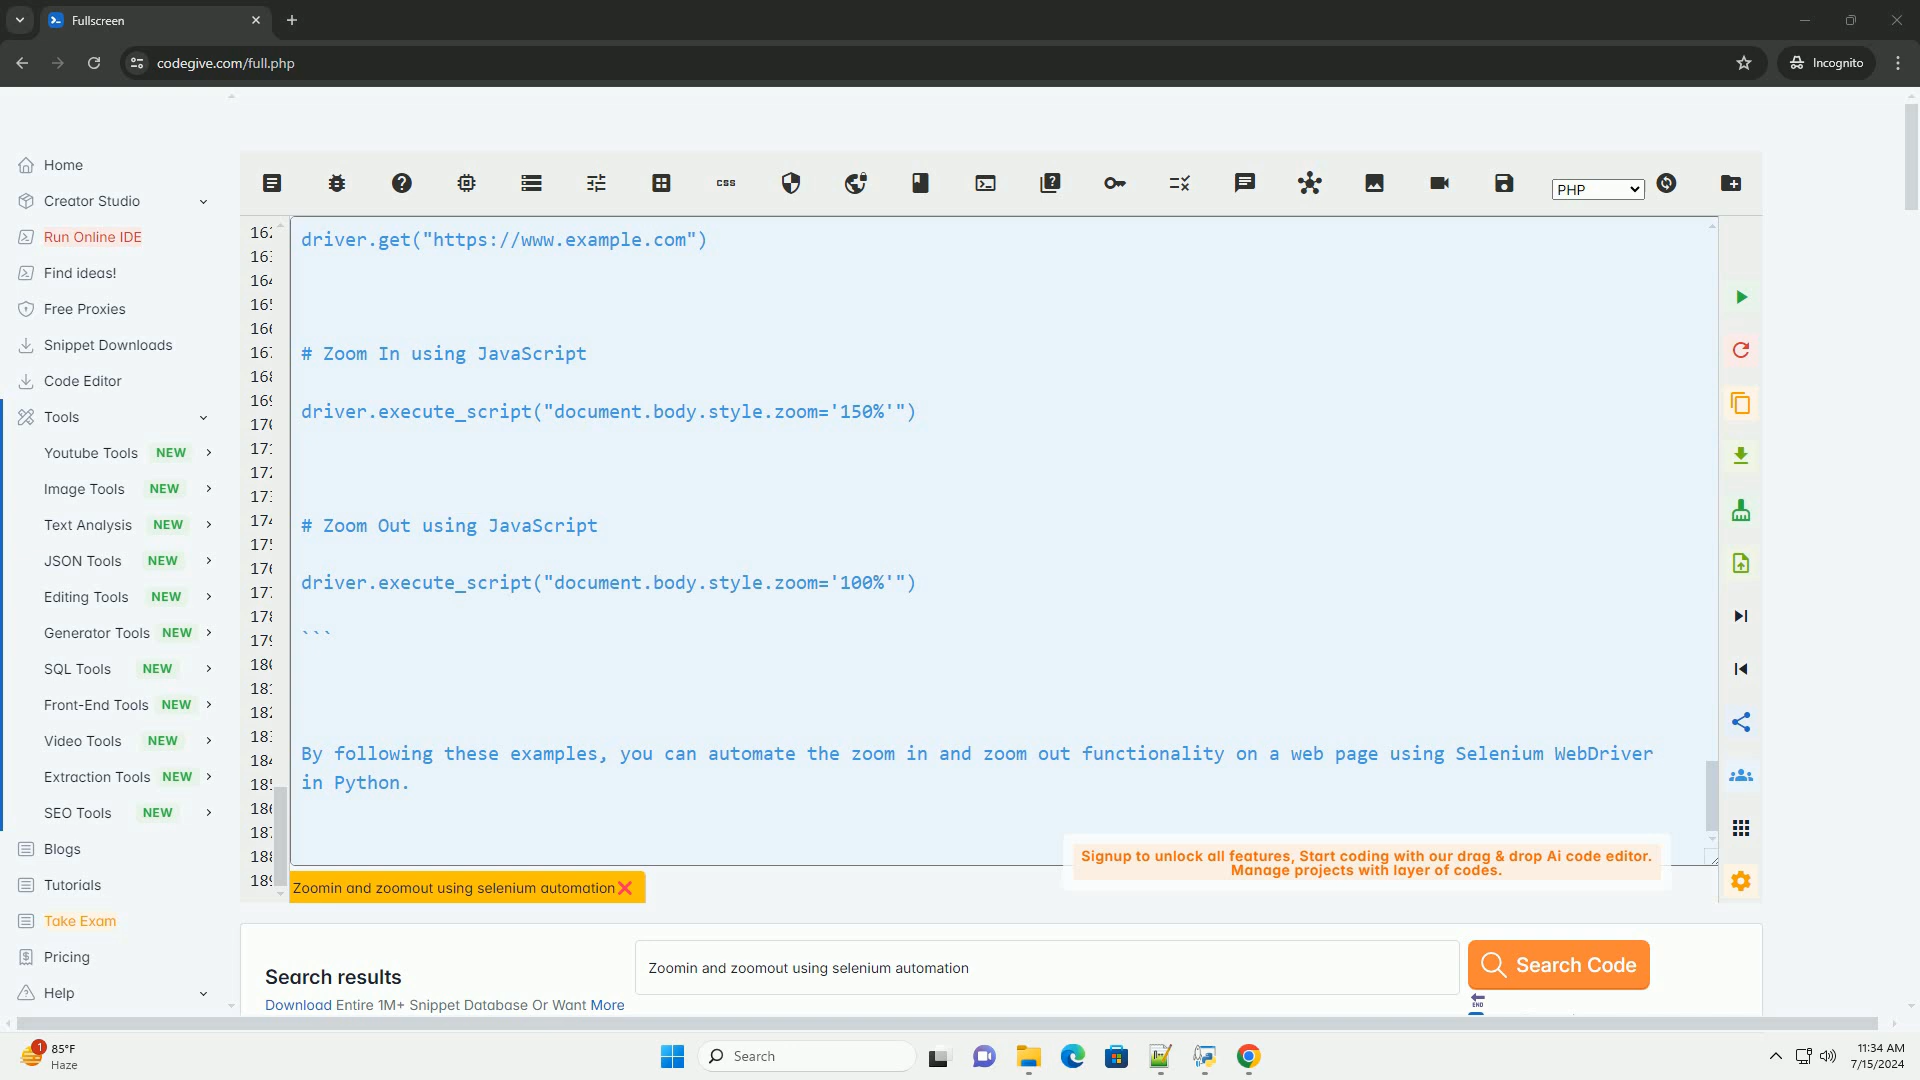 Fullscreen
codegive.com/full.php
Incognito
Home
Creator Studio
Run Online IDE
Find ideas!
Free Proxies
Snippet Downloads
Code Editor
Tools
Youtube Tools NEW
Image Tools NEW
Text Analysis NEW
JSON Tools NEW
Editing Tools NEW
Generator Tools NEW
SQL Tools NEW
Front-End Tools NEW
Video Tools NEW
Extraction Tools NEW
SEO Tools NEW
Blogs
Tutorials
Take Exam
Pricing
Help
css
PHP
driver.get("https://www.example.com")
# Zoom In using JavaScript
driver.execute_script("document.body.style.zoom='150%'")
# Zoom Out using JavaScript
driver.execute_script("document.body.style.zoom='100%'")
```
By following these examples, you can automate the zoom in and zoom out functionality on a web page using Selenium WebDriver
in Python.
Signup to unlock all features, Start coding with our drag & drop Ai code editor.
Manage projects with layer of codes.
Zoomin and zoomout using selenium automation
Search results
Zoomin and zoomout using selenium automation
Search Code
Download Entire 1M+ Snippet Database Or Want More
END
1
85°F
Haze
Search
11:34 AM
7/15/2024